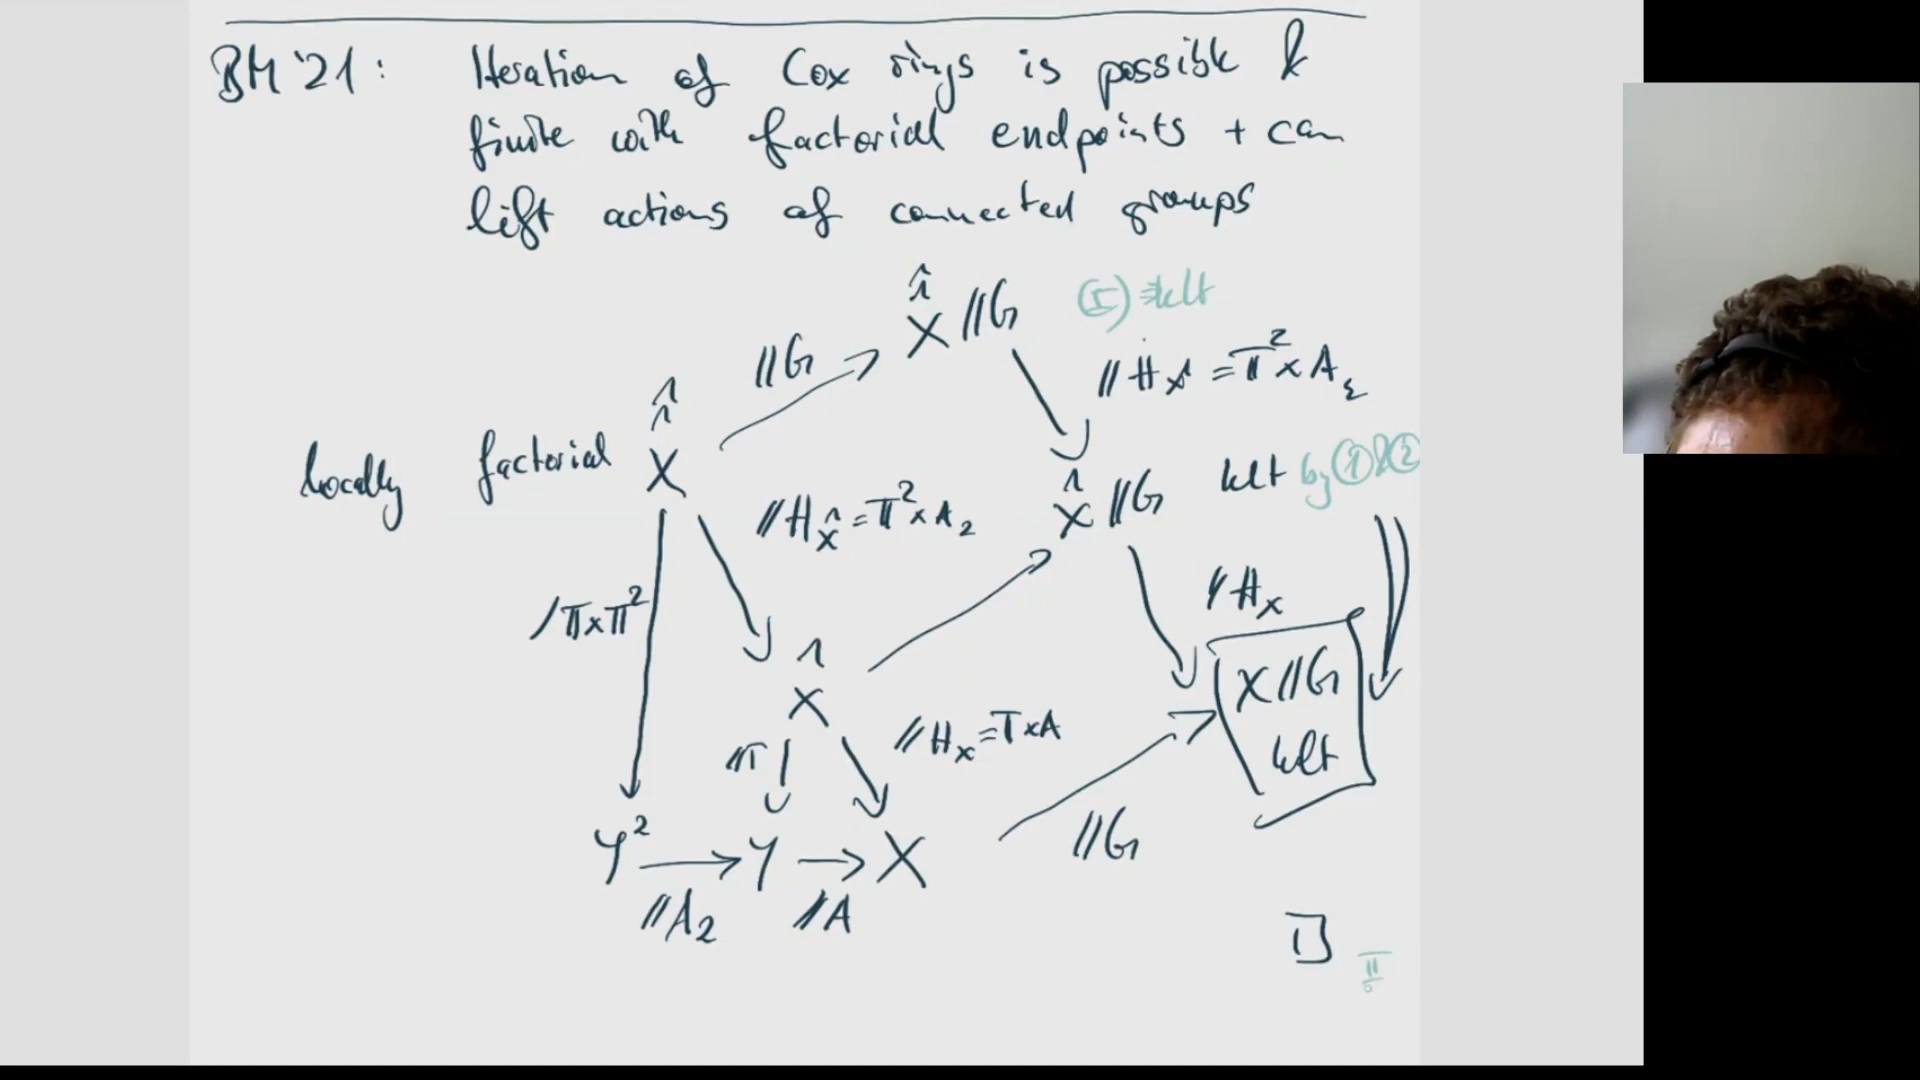 BM '21: Iteration of Cox rings is possible &
finite with factorial endpoints + can
lift actions of connected groups
X̂̂//G (5) ⇒ klt
//G
//H_X̂ = 𝕋² × A₂
locally factorial X̂̂
//H_X̂ = 𝕋² × A₂
X̂//G klt by ① & ②
/𝕋×𝕋²
//H_X
X̂
X//G
klt
//𝕋
//H_X = 𝕋×A
Y² → Y → X
//G
//A₂ //A
□